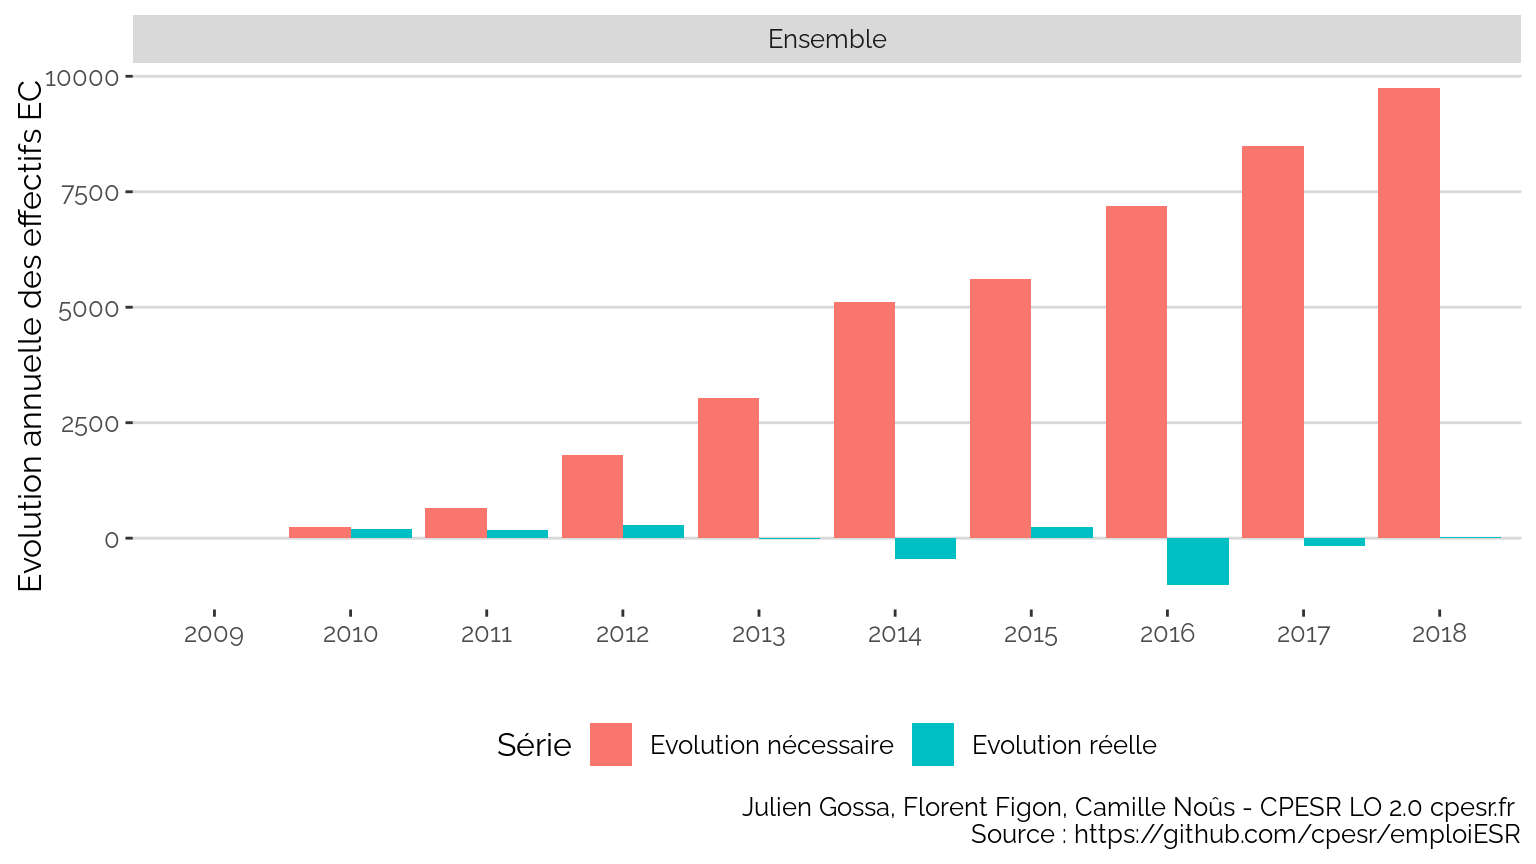 Ensemble
Evolution annuelle des effectifs EC
10000
7500
5000
2500
0
2009 2010 2011 2012 2013 2014 2015 2016 2017 2018
Série Evolution nécessaire Evolution réelle
Julien Gossa, Florent Figon, Camille Noûs - CPESR LO 2.0 cpesr.fr
Source : https://github.com/cpesr/emploiESR